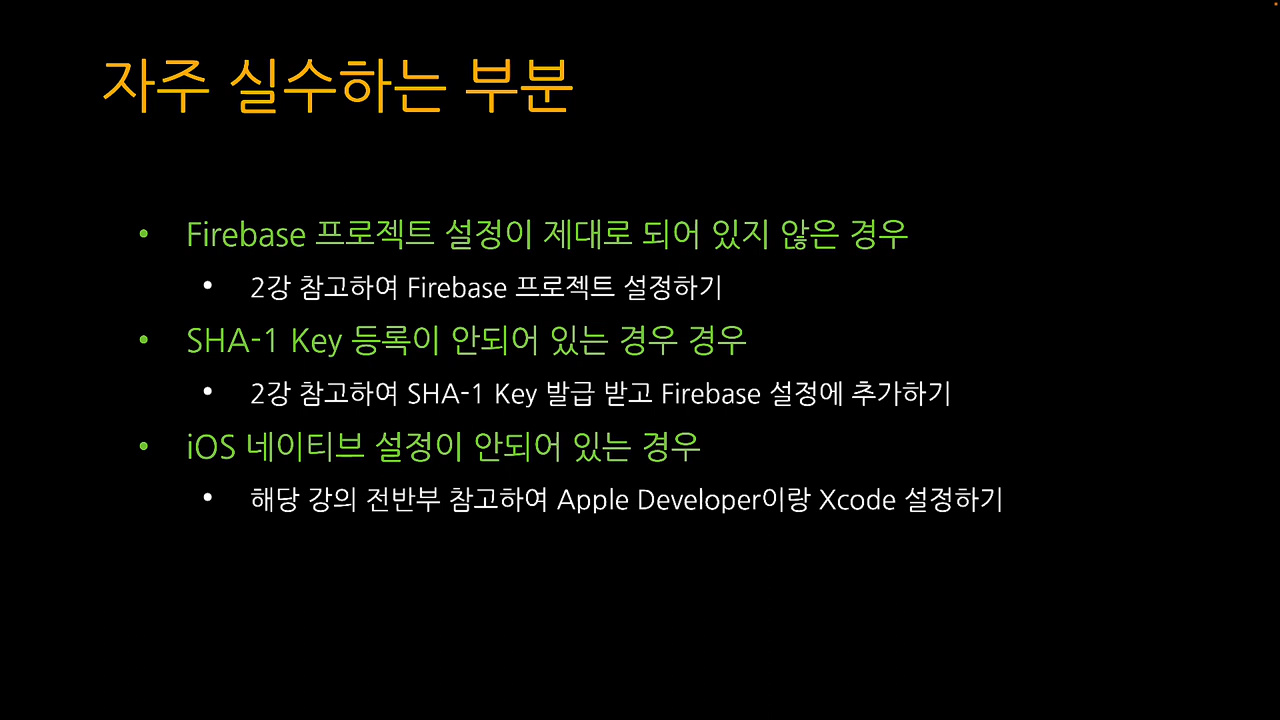 자주 실수하는 부분
• Firebase 프로젝트 설정이 제대로 되어 있지 않은 경우
• 2강 참고하여 Firebase 프로젝트 설정하기
• SHA-1 Key 등록이 안되어 있는 경우 경우
• 2강 참고하여 SHA-1 Key 발급 받고 Firebase 설정에 추가하기
• iOS 네이티브 설정이 안되어 있는 경우
• 해당 강의 전반부 참고하여 Apple Developer이랑 Xcode 설정하기